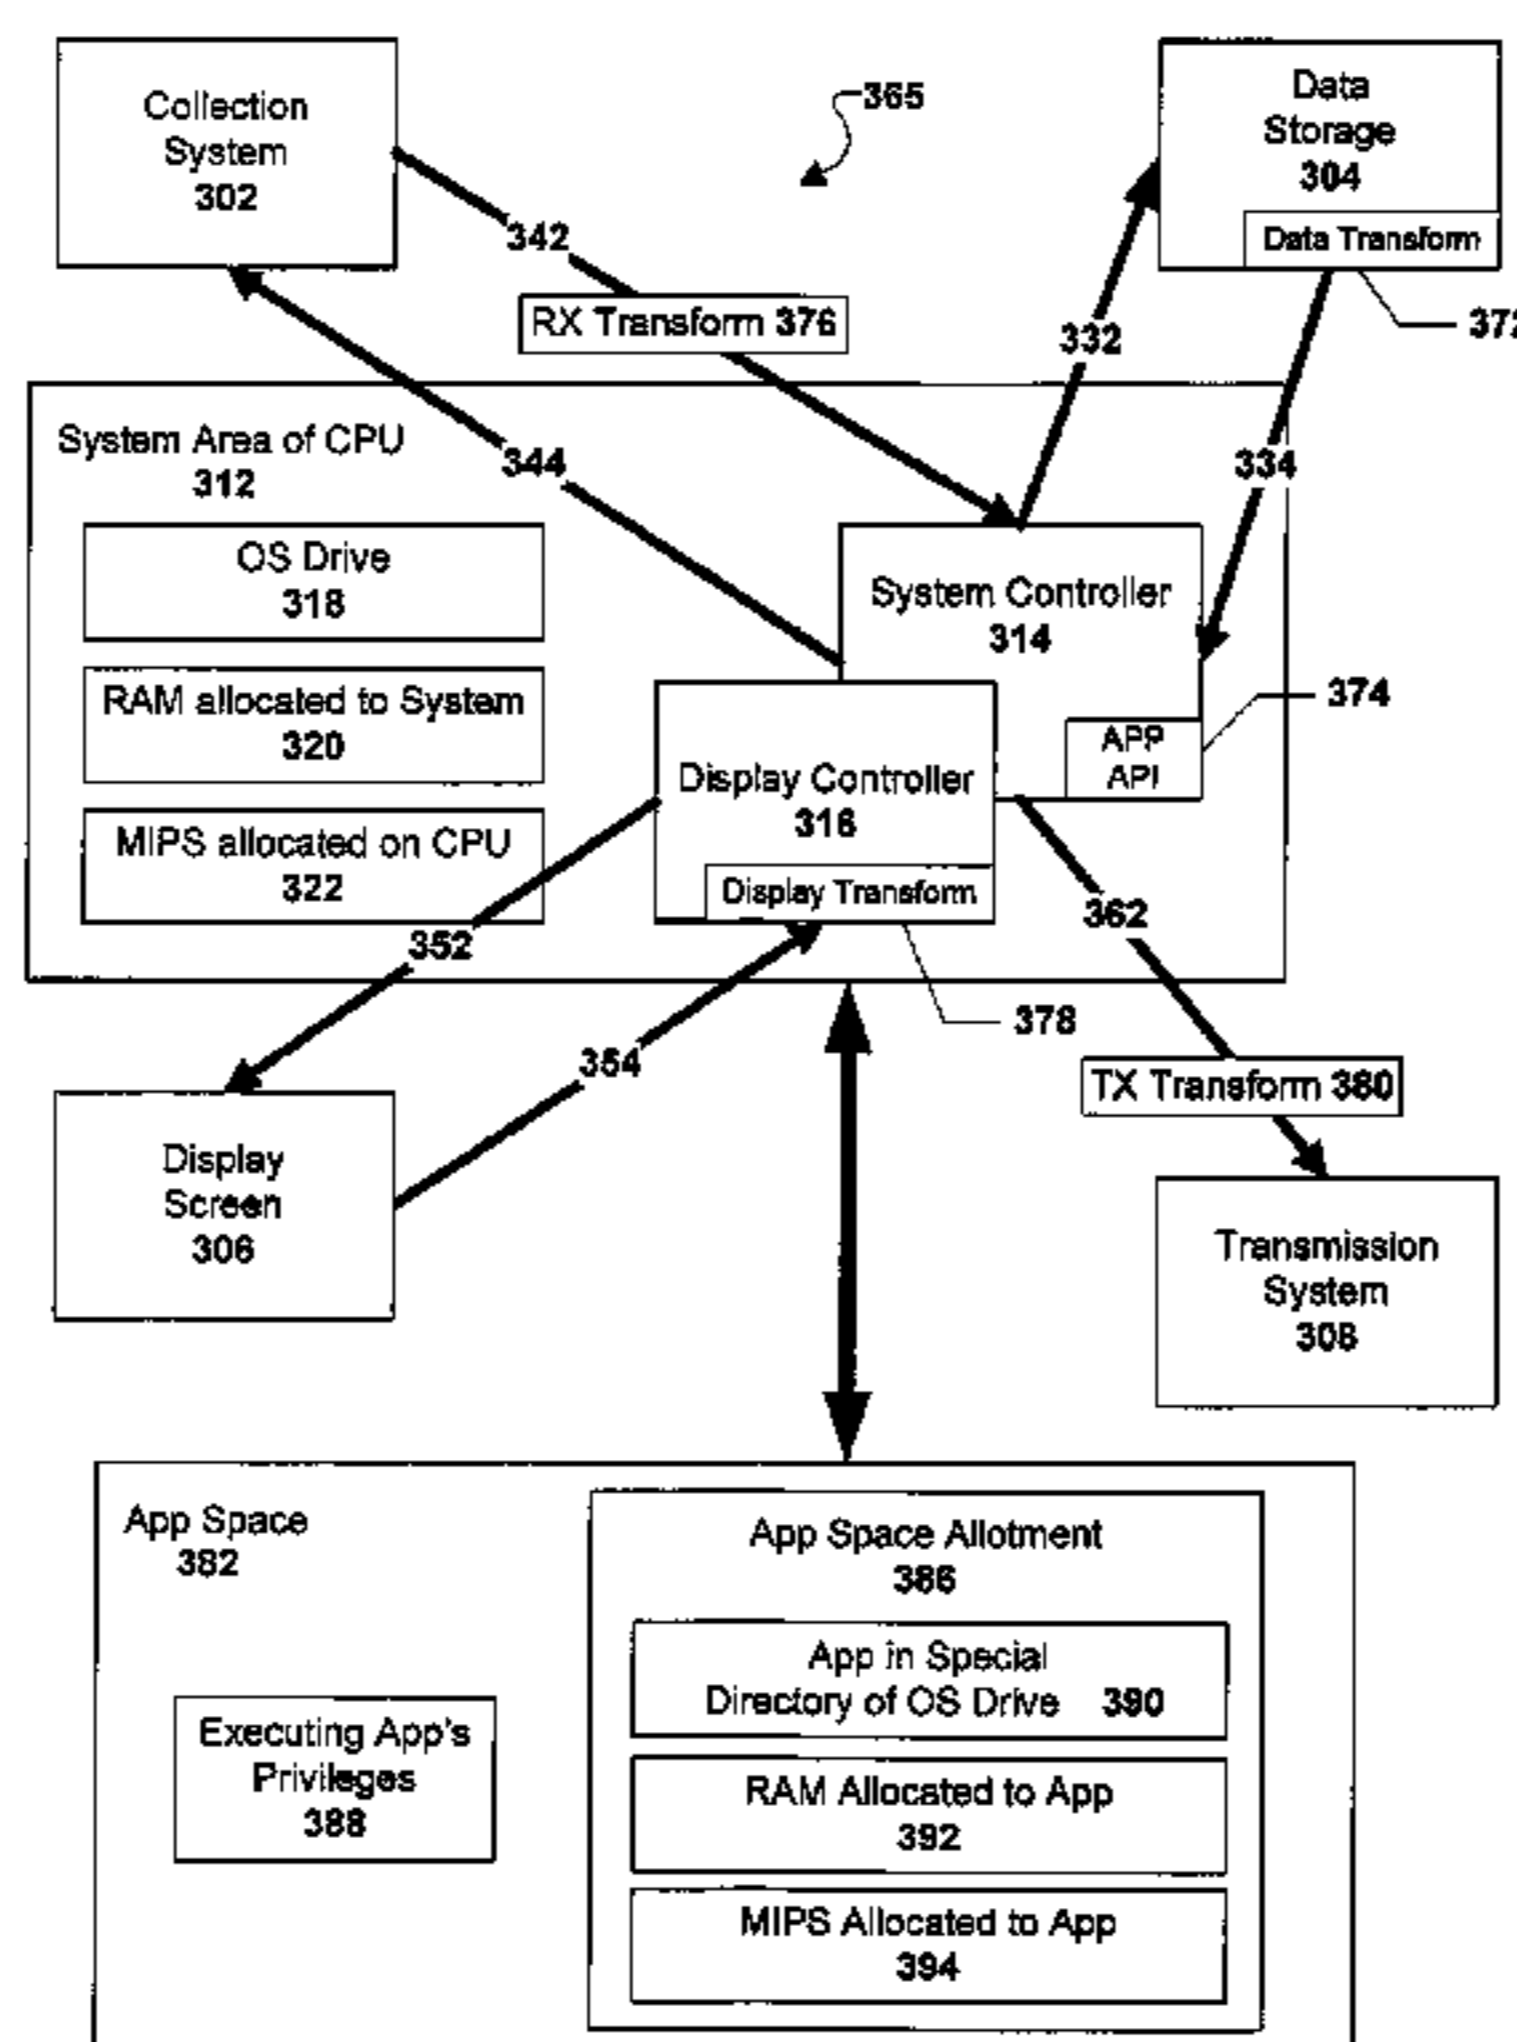 Collection
System
302
365
Data
Storage
304
Data Transform
342
RX Transform 376
332
372
System Area of CPU
312
344
334
OS Drive
318
System Controller
314
RAM allocated to System
320
374
APP
API
Display Controller
316
MIPS allocated on CPU
322
Display Transform
362
352
378
354
TX Transform 380
Display
Screen
306
Transmission
System
308
App Space
382
App Space Allotment
386
App in Special
Directory of OS Drive 390
Executing App's
Privileges
388
RAM Allocated to App
392
MIPS Allocated to App
394